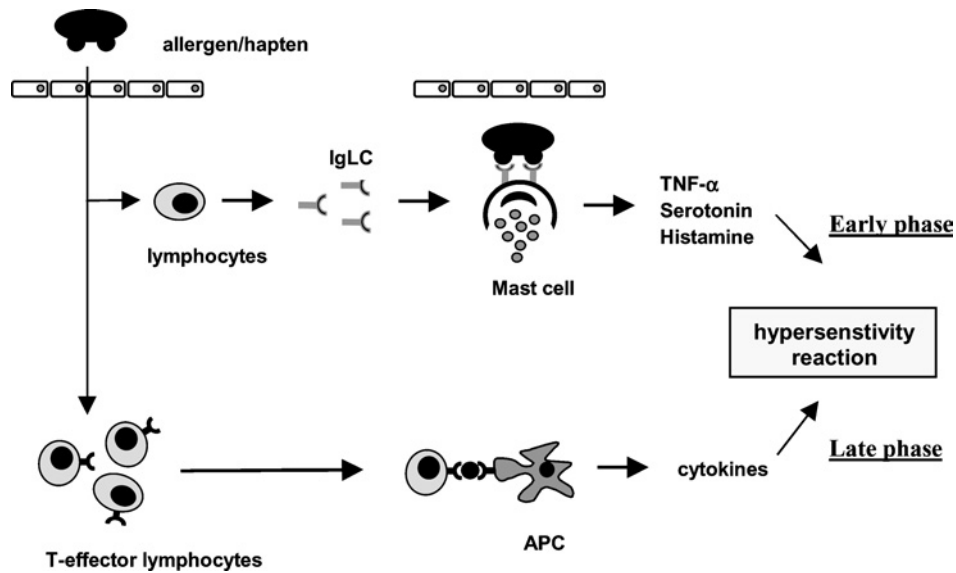 allergen/hapten
IgLC
lymphocytes
Mast cell
TNF-α
Serotonin
Histamine
Early phase
hypersenstivity
reaction
Late phase
cytokines
APC
T-effector lymphocytes